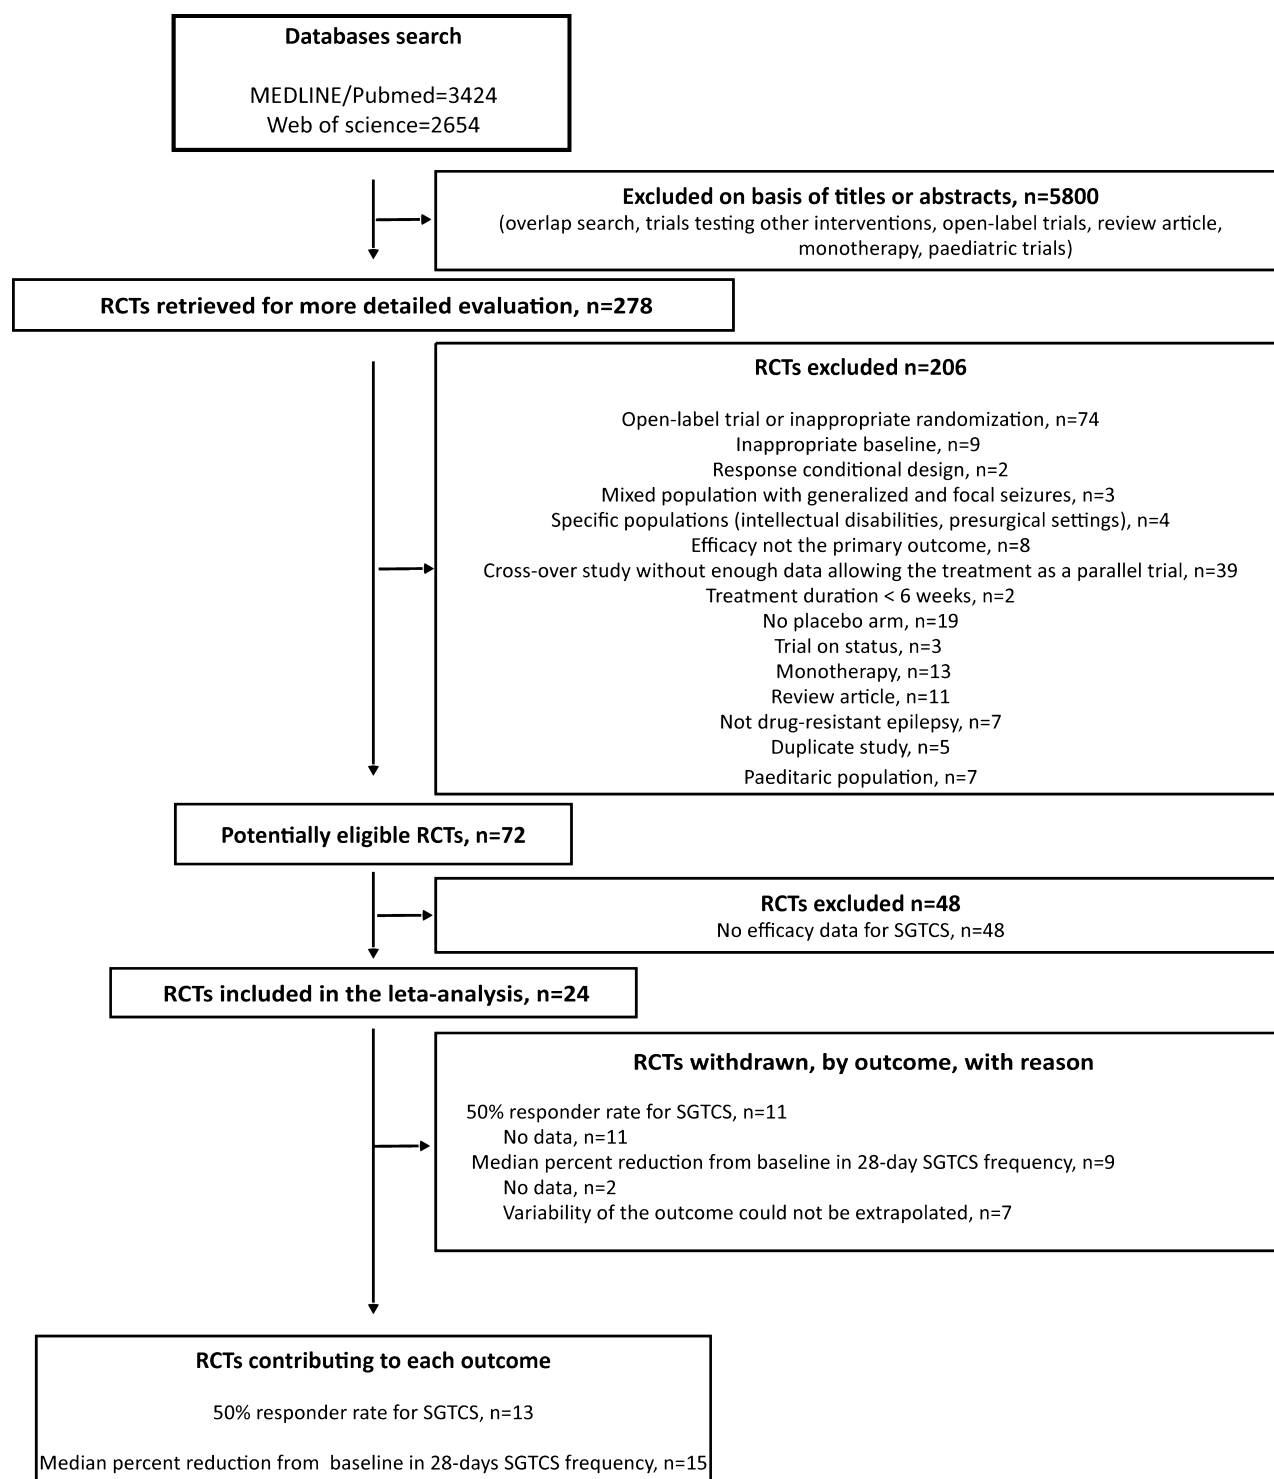 Databases search
MEDLINE/Pubmed=3424
Web of science=2654
Excluded on basis of titles or abstracts, n=5800
(overlap search, trials testing other interventions, open-label trials, review article,
monotherapy, paediatric trials)
RCTs retrieved for more detailed evaluation, n=278
RCTs excluded n=206
Open-label trial or inappropriate randomization, n=74
Inappropriate baseline, n=9
Response conditional design, n=2
Mixed population with generalized and focal seizures, n=3
Specific populations (intellectual disabilities, presurgical settings), n=4
Efficacy not the primary outcome, n=8
Cross-over study without enough data allowing the treatment as a parallel trial, n=39
Treatment duration < 6 weeks, n=2
No placebo arm, n=19
Trial on status, n=3
Monotherapy, n=13
Review article, n=11
Not drug-resistant epilepsy, n=7
Duplicate study, n=5
Paeditaric population, n=7
Potentially eligible RCTs, n=72
RCTs excluded n=48
No efficacy data for SGTCS, n=48
RCTs included in the leta-analysis, n=24
RCTs withdrawn, by outcome, with reason
50% responder rate for SGTCS, n=11
No data, n=11
Median percent reduction from baseline in 28-day SGTCS frequency, n=9
No data, n=2
Variability of the outcome could not be extrapolated, n=7
RCTs contributing to each outcome
50% responder rate for SGTCS, n=13
Median percent reduction from  baseline in 28-days SGTCS frequency, n=15